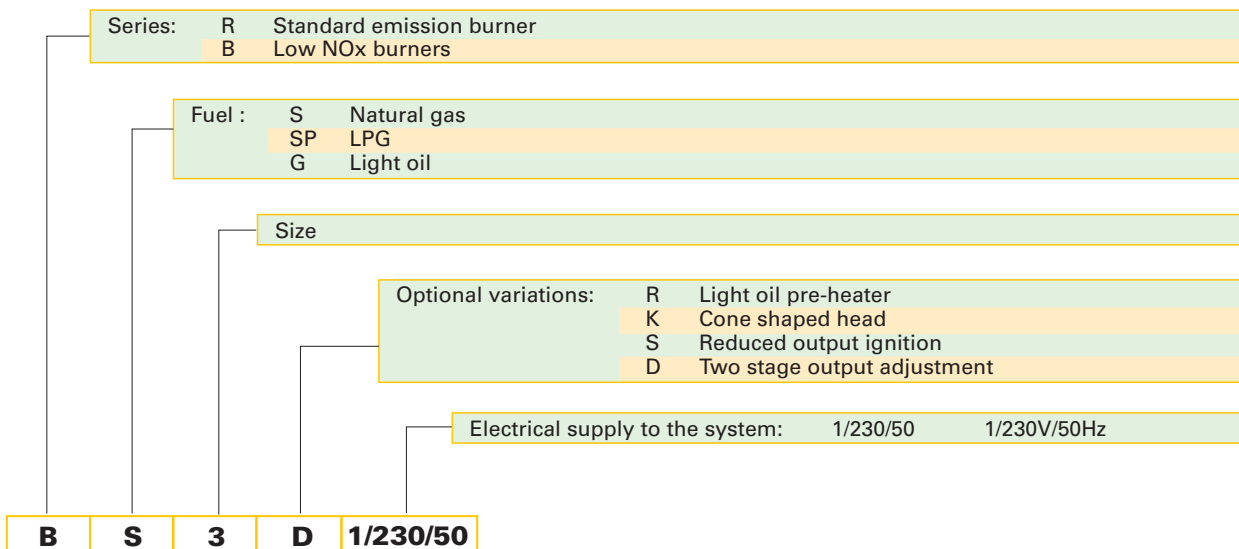 Series: R Standard emission burner
B Low NOx burners
Fuel : S Natural gas
SP LPG
G Light oil
Size
Optional variations: R Light oil pre-heater
K Cone shaped head
S Reduced output ignition
D Two stage output adjustment
Electrical supply to the system: 1/230/50 1/230V/50Hz
B S 3 D 1/230/50